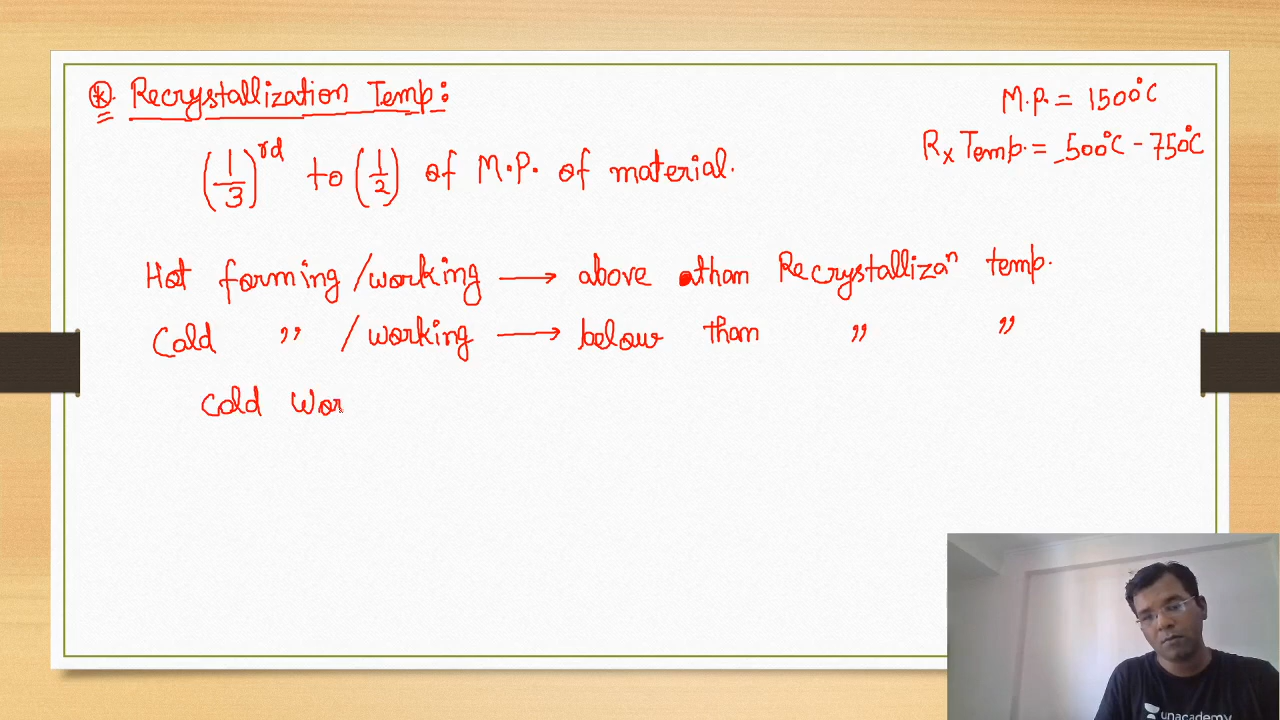 * Recrystallization Temp:
M.P. = 1500°C
Rx Temp. = 500°C - 750°C
(1/3)rd to (1/2) of M.P. of material.
Hot forming /working → above than Recrystallizaⁿ temp.
Cold " /working → below than " "
Cold Wor
unacademy